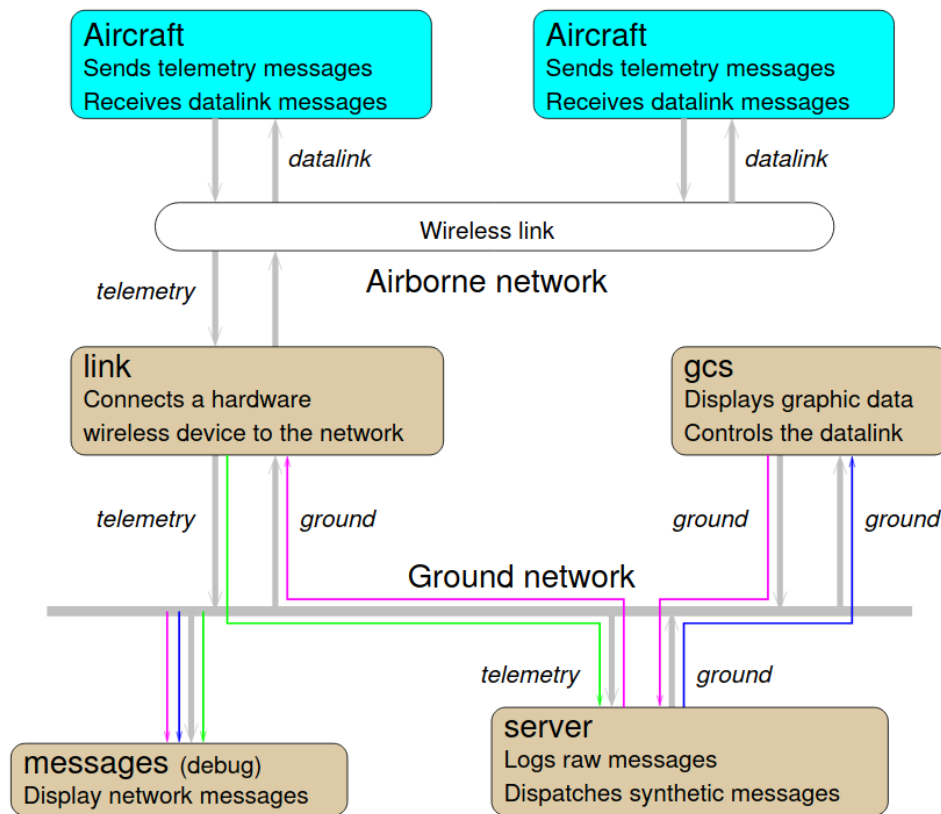 Aircraft
Sends telemetry messages
Receives datalink messages
Aircraft
Sends telemetry messages
Receives datalink messages
datalink
datalink
Wireless link
Airborne network
telemetry
link
Connects a hardware
wireless device to the network
gcs
Displays graphic data
Controls the datalink
telemetry
ground
ground
ground
Ground network
telemetry
ground
messages (debug)
Display network messages
server
Logs raw messages
Dispatches synthetic messages